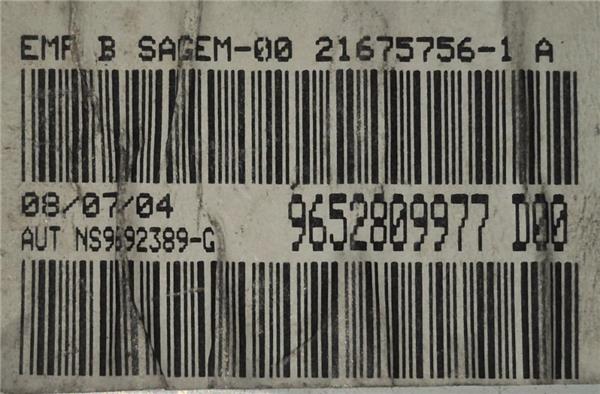 EMF B SAGEM-00 21675756-1 A
08/07/04
9652809977 D00
AUT NS9692389-G